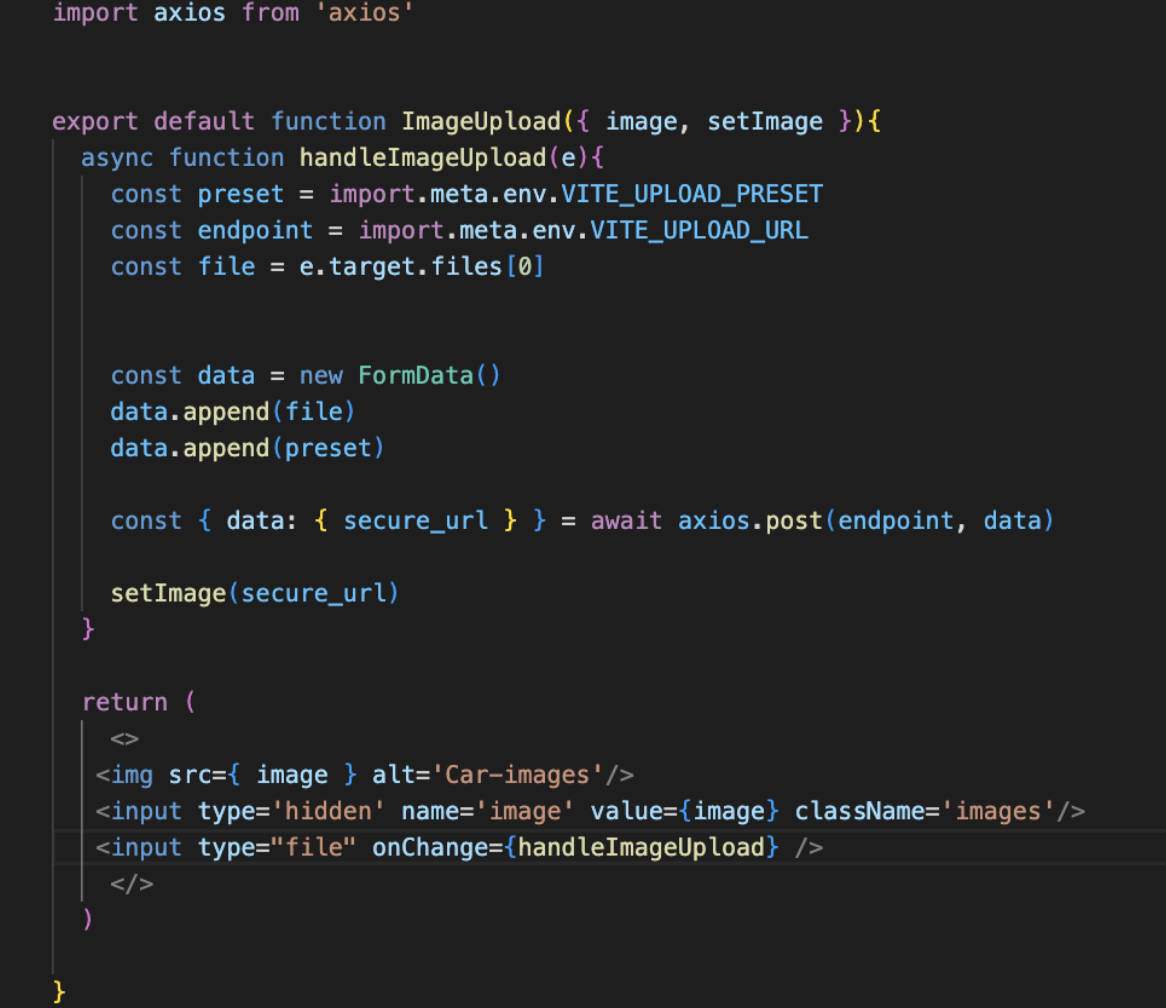 import axios from 'axios'
export default function ImageUpload({ image, setImage }){
async function handleImageUpload(e){
const preset = import.meta.env.VITE_UPLOAD_PRESET
const endpoint = import.meta.env.VITE_UPLOAD_URL
const file = e.target.files[0]
const data = new FormData()
data.append(file)
data.append(preset)
const { data: { secure_url } } = await axios.post(endpoint, data)
setImage(secure_url)
}
return (
<>
<img src={ image } alt='Car-images'/>
<input type='hidden' name='image' value={image} className='images'/>
<input type="file" onChange={handleImageUpload} />
</>
)
}